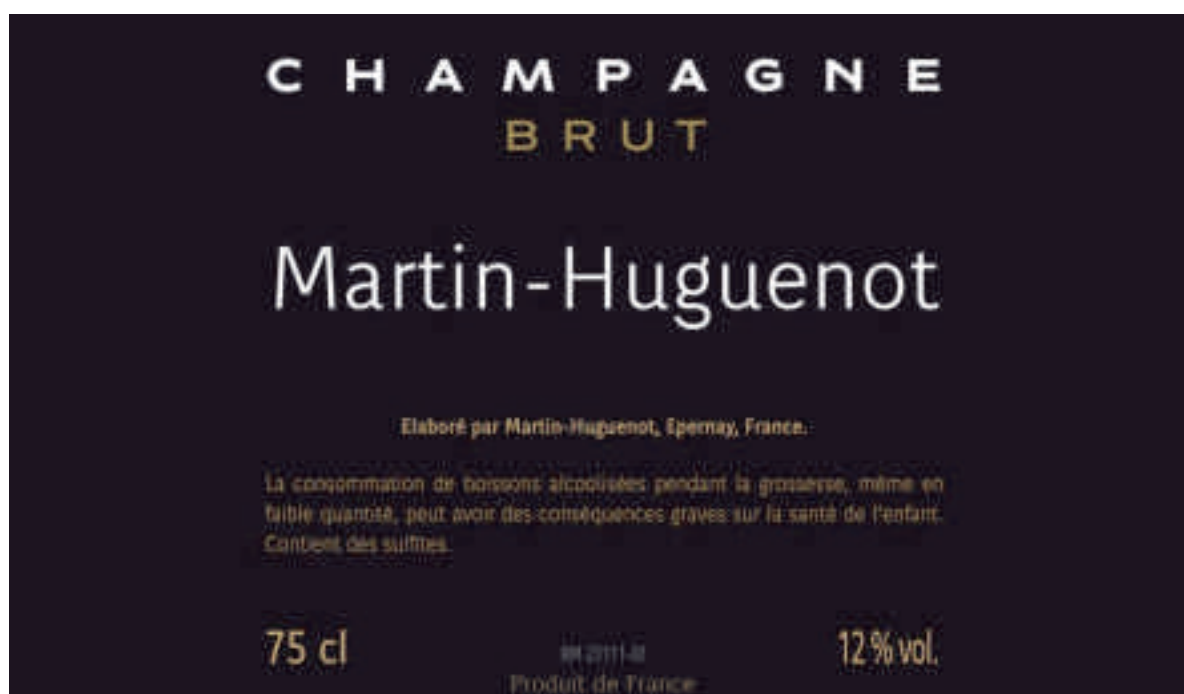 CHAMPAGNE
BRUT
Martin-Huguenot
Elaboré par Martin-Huguenot, Epernay, France.
La consommation de boissons alcoolisées pendant la grossesse, même en
faible quantité, peut avoir des conséquences graves sur la santé de l'enfant.
Contient des sulfites.
75 cl
12 % vol.
Produit de France